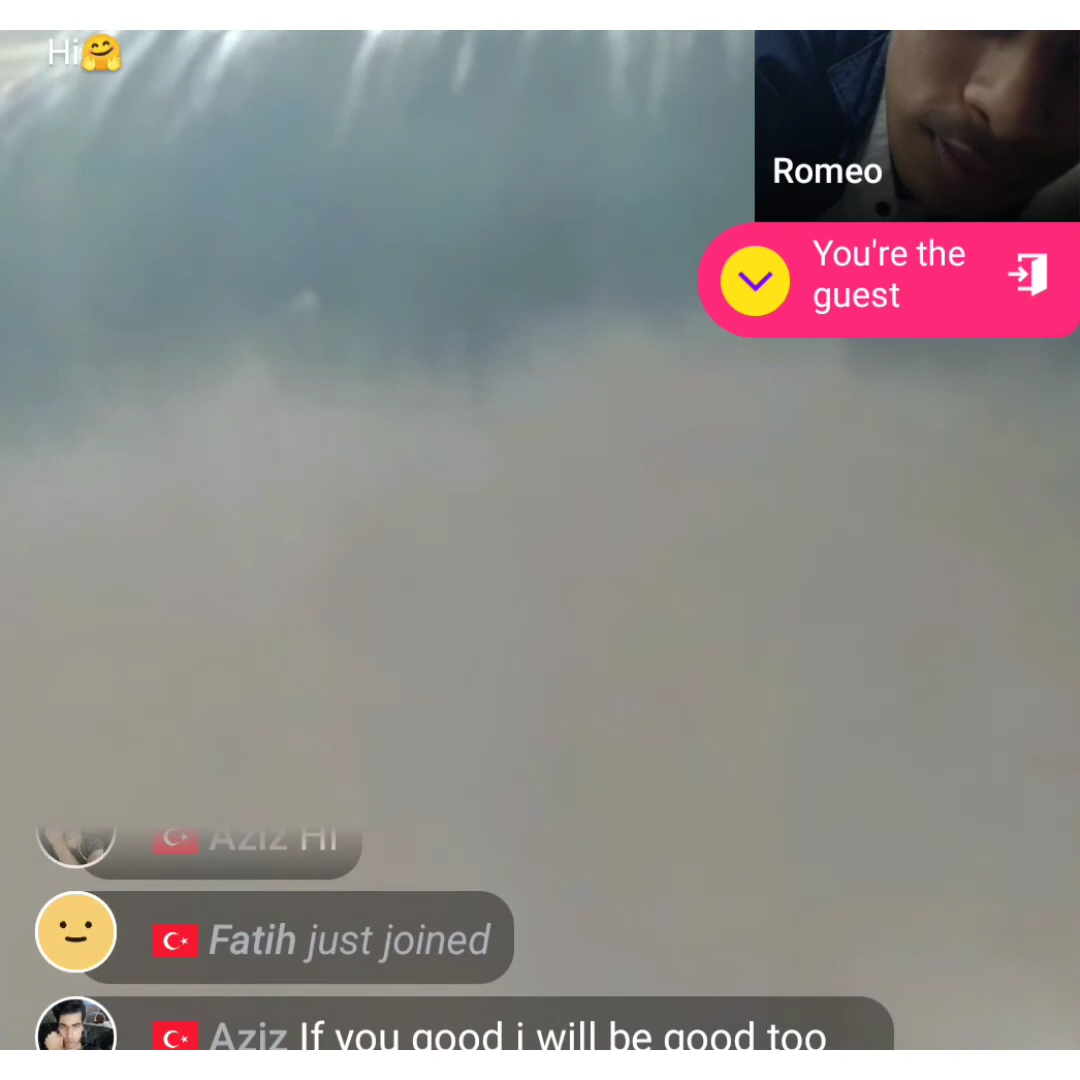 Hi🤗
Romeo
You're the
guest
Aziz Hi
Fatih just joined
Aziz If you good i will be good too